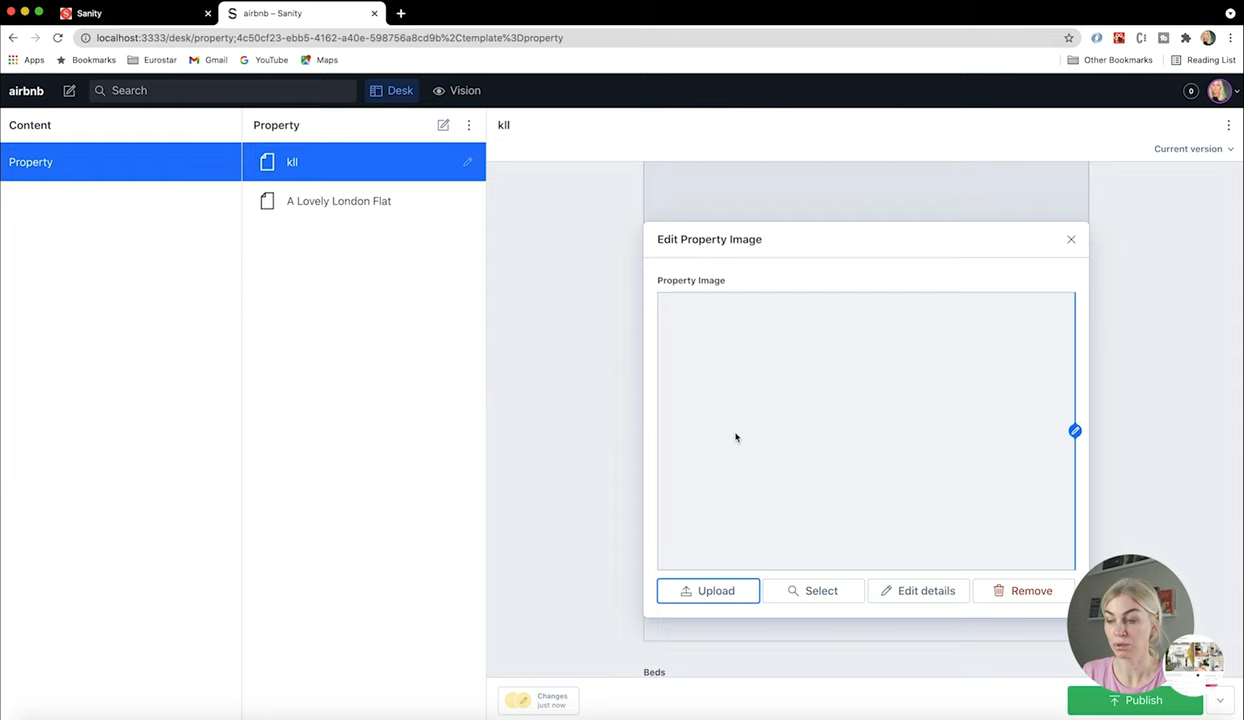 Sanity
airbnb – Sanity
localhost:3333/desk/property;4c50cf23-ebb5-4162-a40e-598756a8cd9b%2Ctemplate%3Dproperty
Apps Bookmarks Eurostar Gmail YouTube Maps Other Bookmarks Reading List
airbnb Search Desk Vision 0
Content Property kll
Current version
Property kll
A Lovely London Flat
Edit Property Image
Property Image
Upload Select Edit details Remove
Beds
Changes
just now
Publish